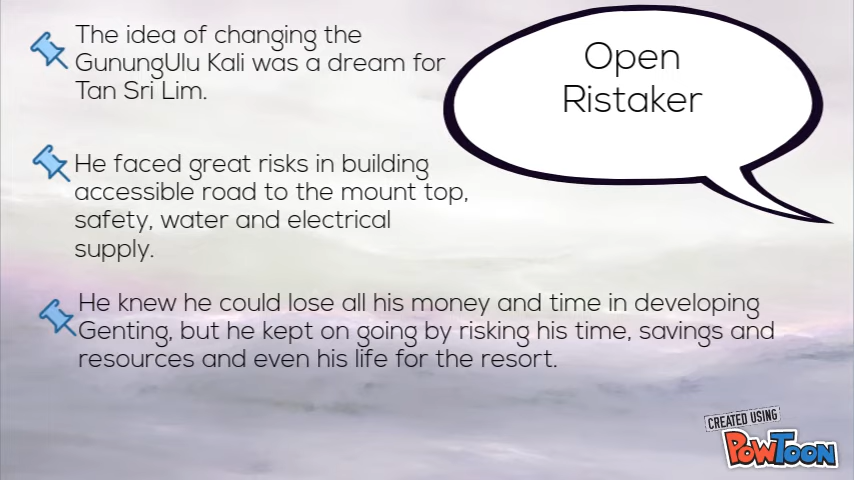 The idea of changing the
GunungUlu Kali was a dream for
Tan Sri Lim.
Open
Ristaker
He faced great risks in building
accessible road to the mount top,
safety, water and electrical
supply.
He knew he could lose all his money and time in developing
Genting, but he kept on going by risking his time, savings and
resources and even his life for the resort.
CREATED USING
POWTOON